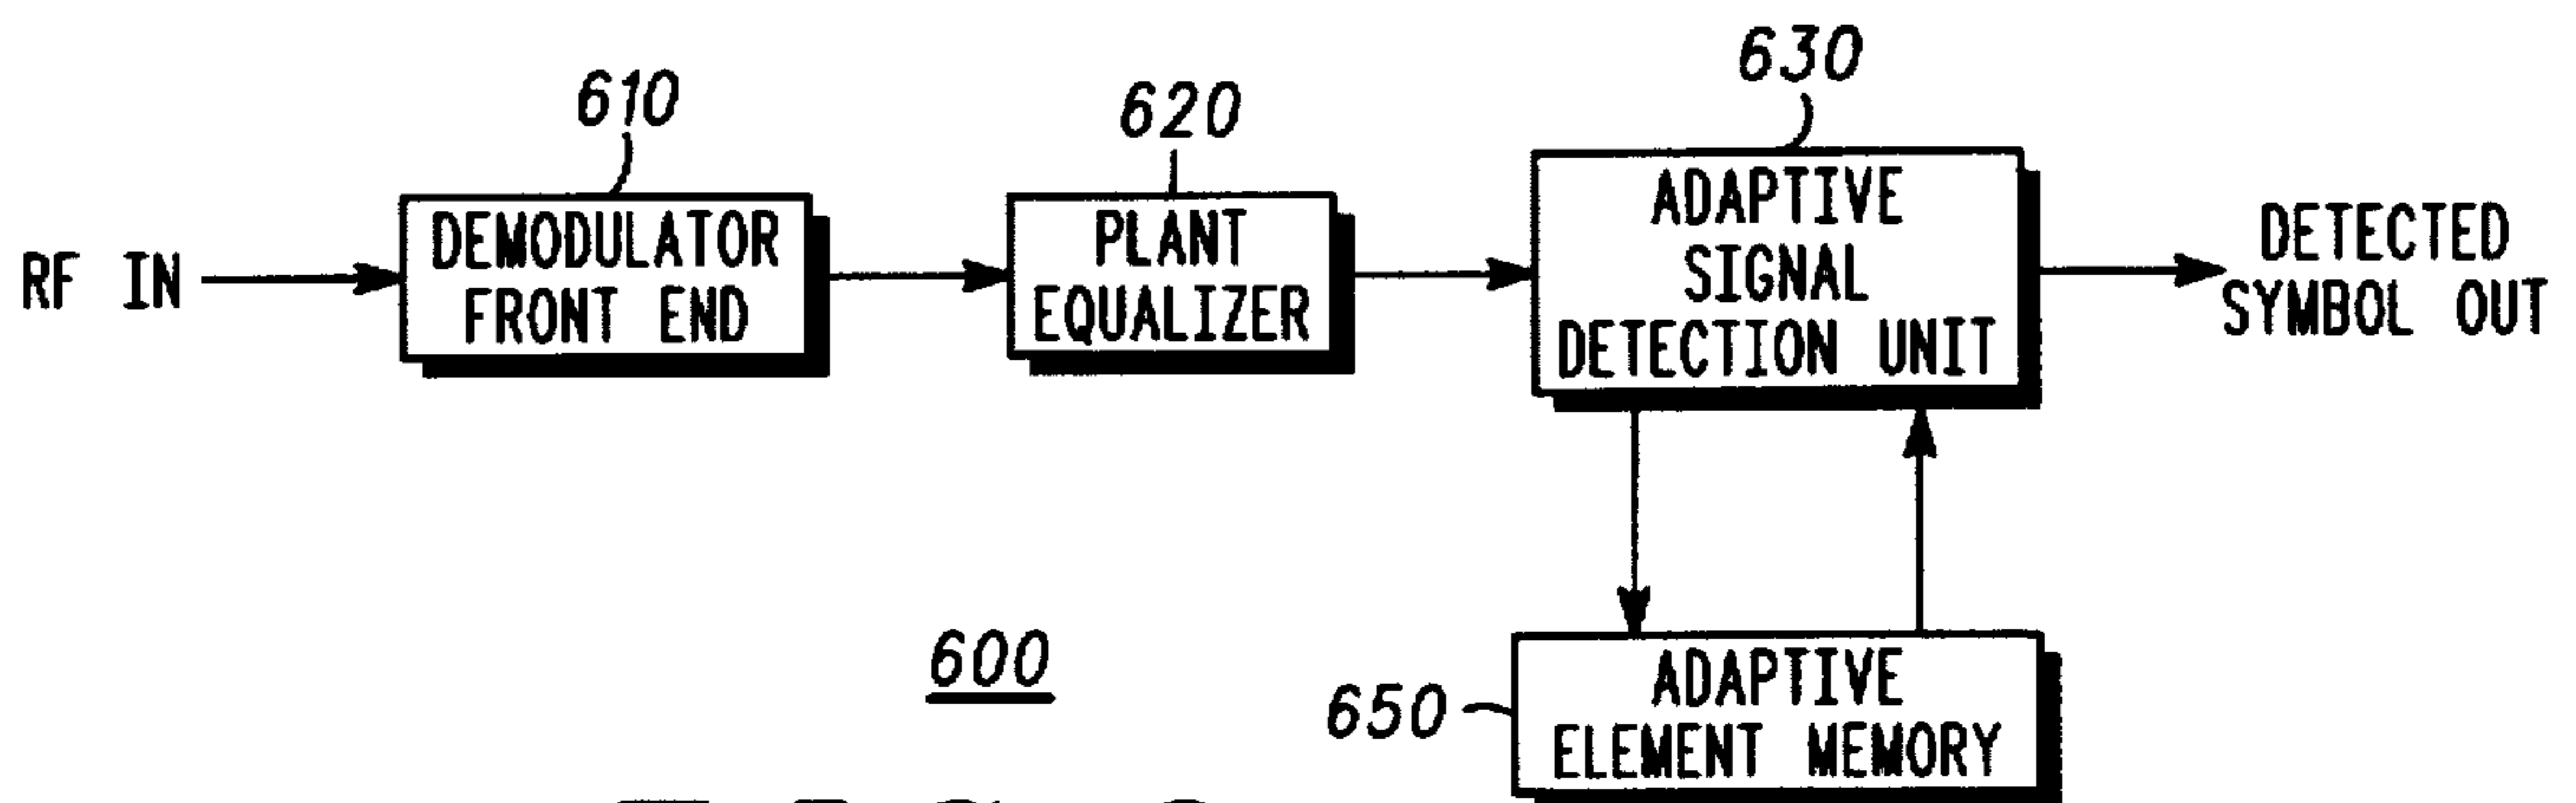 610
620
630
RF IN
DEMODULATOR
FRONT END
PLANT
EQUALIZER
ADAPTIVE
SIGNAL
DETECTION UNIT
DETECTED
SYMBOL OUT
600
650
ADAPTIVE
ELEMENT MEMORY